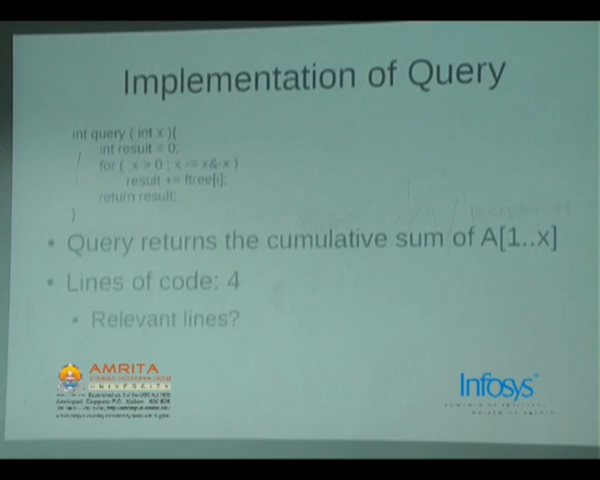 Implementation of Query
int query ( int x ){
int result = 0;
for ( ; x > 0 ; x -= x&-x )
result += ftree[i];
return result;
}
• Query returns the cumulative sum of A[1..x]
• Lines of code: 4
• Relevant lines?
AMRITA
UNIVERSITY
Infosys